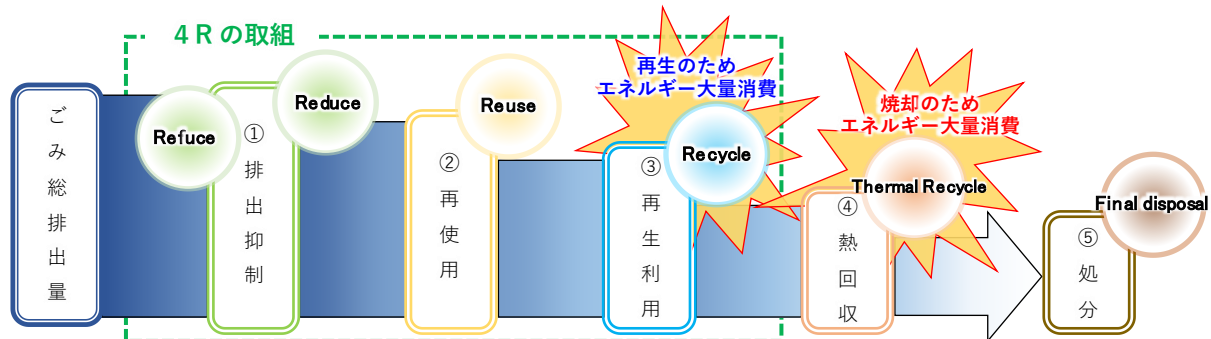 4Rの取組
ごみ総排出量
Refuce
①排出抑制
Reduce
②再使用
Reuse
再生のため
エネルギー大量消費
③再生利用
Recycle
焼却のため
エネルギー大量消費
Thermal Recycle
④熱回収
Final disposal
⑤処分